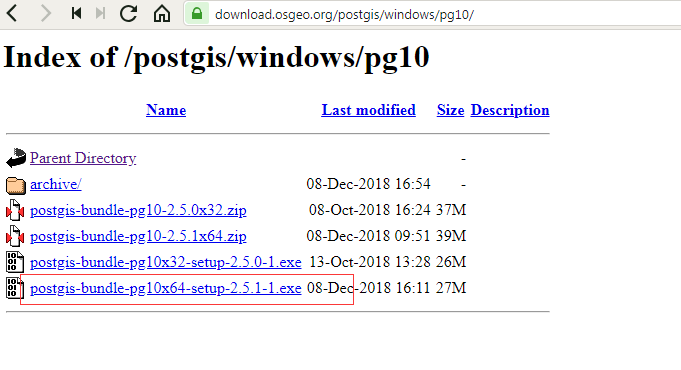 download.osgeo.org/postgis/windows/pg10/
Index of /postgis/windows/pg10
Name Last modified Size Description
Parent Directory -
archive/ 08-Dec-2018 16:54 -
postgis-bundle-pg10-2.5.0x32.zip 08-Oct-2018 16:24 37M
postgis-bundle-pg10-2.5.1x64.zip 08-Dec-2018 09:51 39M
postgis-bundle-pg10x32-setup-2.5.0-1.exe 13-Oct-2018 13:28 26M
postgis-bundle-pg10x64-setup-2.5.1-1.exe 08-Dec-2018 16:11 27M